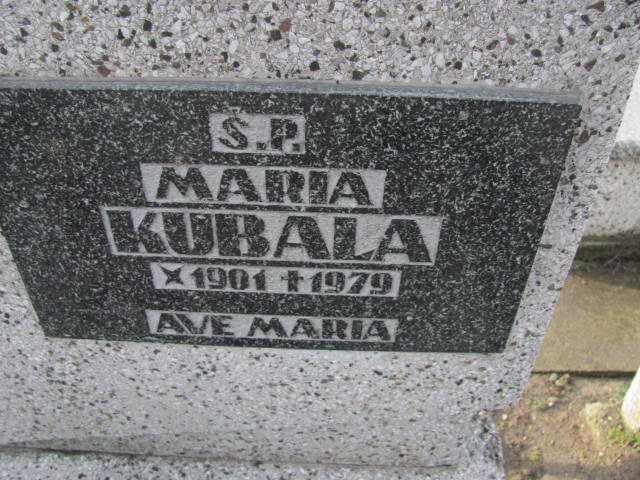 S.P.
MARIA
KUBALA
✕1901 ✝1979
AVE MARIA